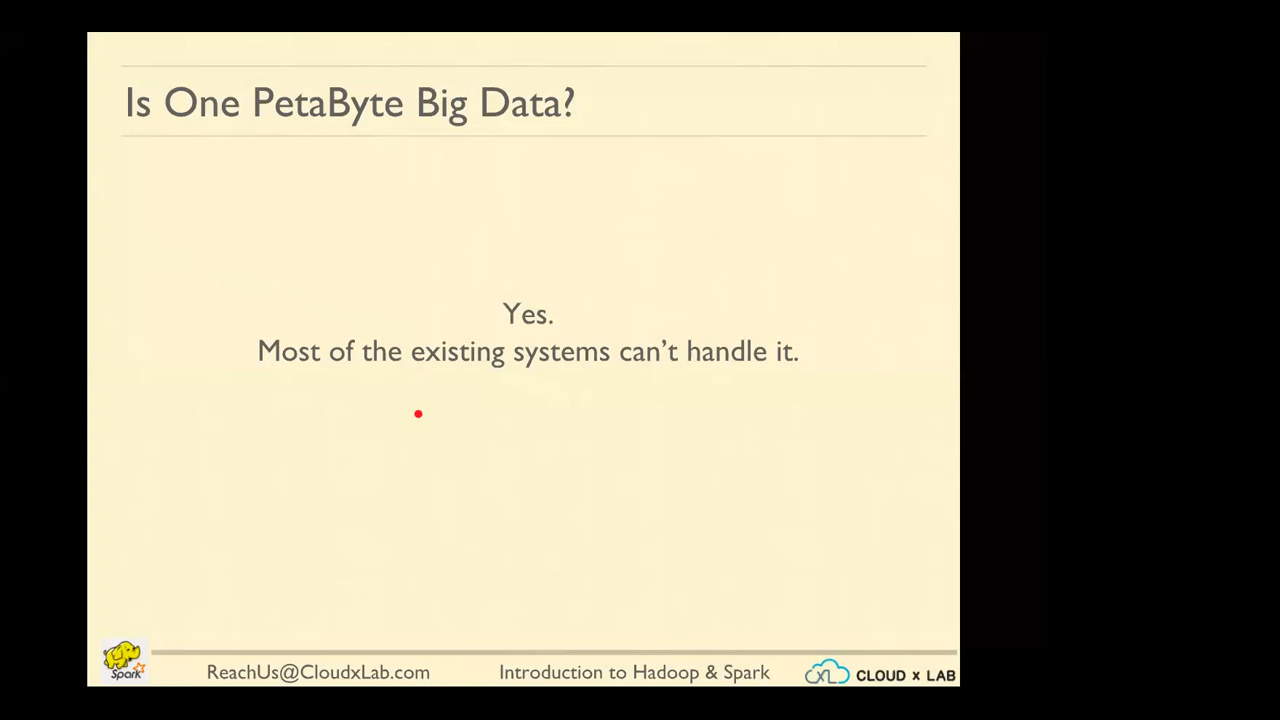 Is One PetaByte Big Data?
Yes.
Most of the existing systems can't handle it.
Spark
ReachUs@CloudxLab.com
Introduction to Hadoop & Spark
XL
CLOUD x LAB